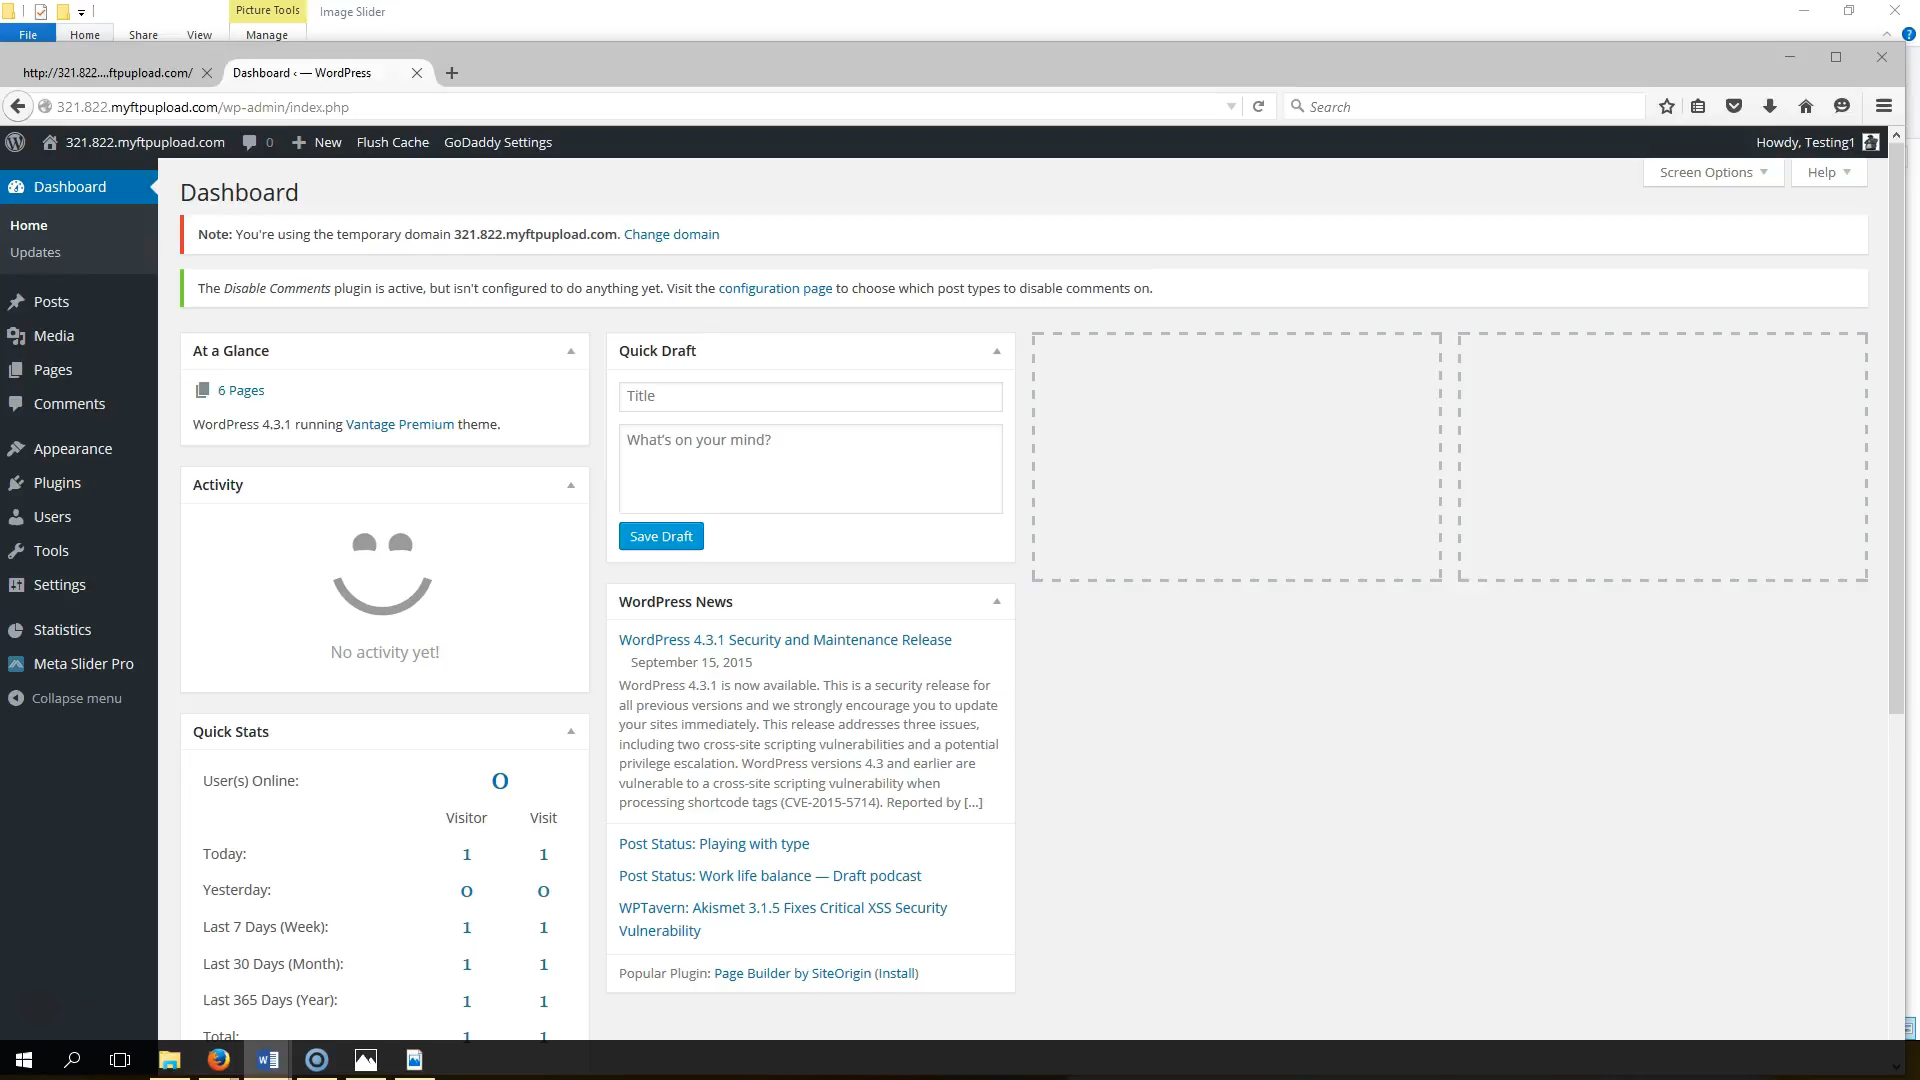 Picture Tools
Image Slider
File
Home
Share
View
Manage
http://321.822....ftpupload.com/
Dashboard ‹ — WordPress
321.822.myftpupload.com/wp-admin/index.php
Search
321.822.myftpupload.com
0
New
Flush Cache
GoDaddy Settings
Howdy, Testing1
Dashboard
Home
Updates
Posts
Media
Pages
Comments
Appearance
Plugins
Users
Tools
Settings
Statistics
Meta Slider Pro
Collapse menu
Screen Options
Help
Dashboard
Note: You're using the temporary domain 321.822.myftpupload.com. Change domain
The Disable Comments plugin is active, but isn't configured to do anything yet. Visit the configuration page to choose which post types to disable comments on.
At a Glance
6 Pages
WordPress 4.3.1 running Vantage Premium theme.
Activity
No activity yet!
Quick Stats
User(s) Online: 0
Visitor Visit
Today: 1 1
Yesterday: 0 0
Last 7 Days (Week): 1 1
Last 30 Days (Month): 1 1
Last 365 Days (Year): 1 1
Total: 1 1
Quick Draft
Title
What's on your mind?
Save Draft
WordPress News
WordPress 4.3.1 Security and Maintenance Release
September 15, 2015
WordPress 4.3.1 is now available. This is a security release for
all previous versions and we strongly encourage you to update
your sites immediately. This release addresses three issues,
including two cross-site scripting vulnerabilities and a potential
privilege escalation. WordPress versions 4.3 and earlier are
vulnerable to a cross-site scripting vulnerability when
processing shortcode tags (CVE-2015-5714). Reported by […]
Post Status: Playing with type
Post Status: Work life balance — Draft podcast
WPTavern: Akismet 3.1.5 Fixes Critical XSS Security
Vulnerability
Popular Plugin: Page Builder by SiteOrigin (Install)